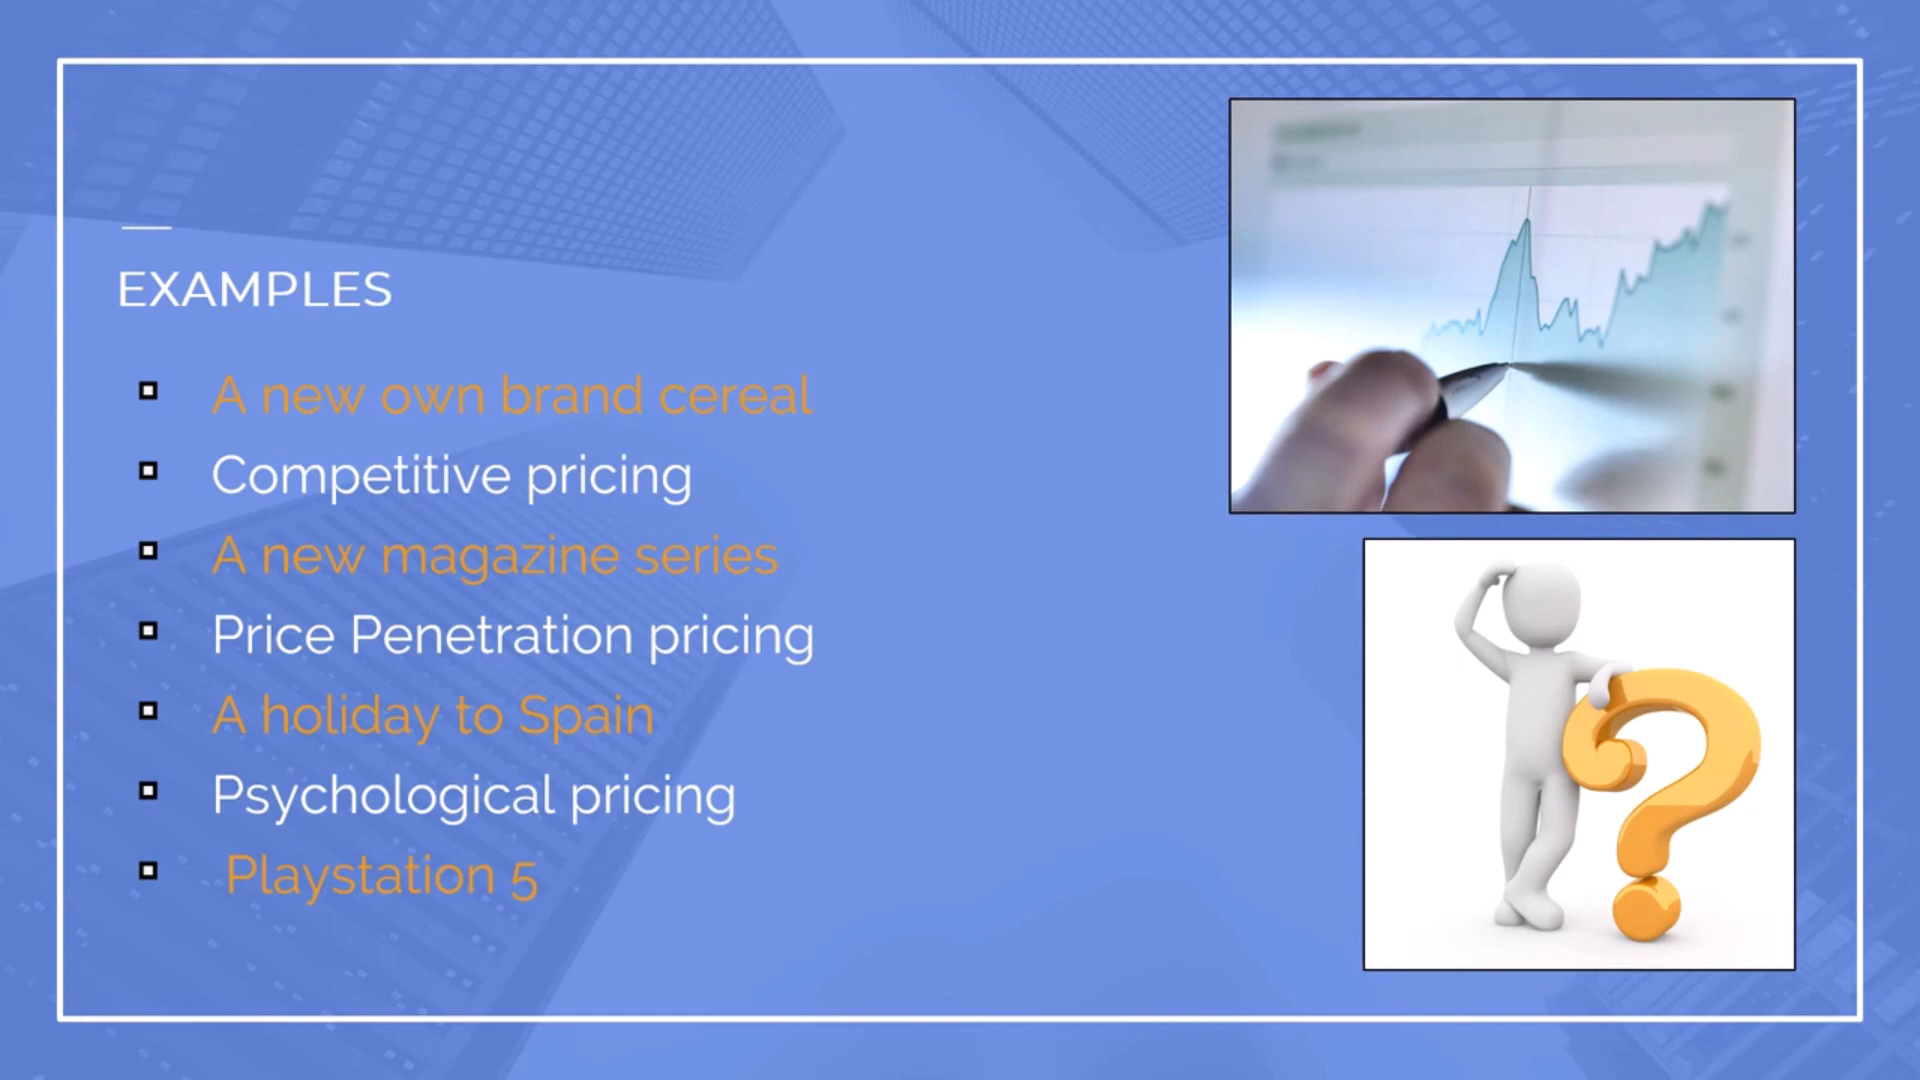 EXAMPLES
A new own brand cereal
Competitive pricing
A new magazine series
Price Penetration pricing
A holiday to Spain
Psychological pricing
Playstation 5